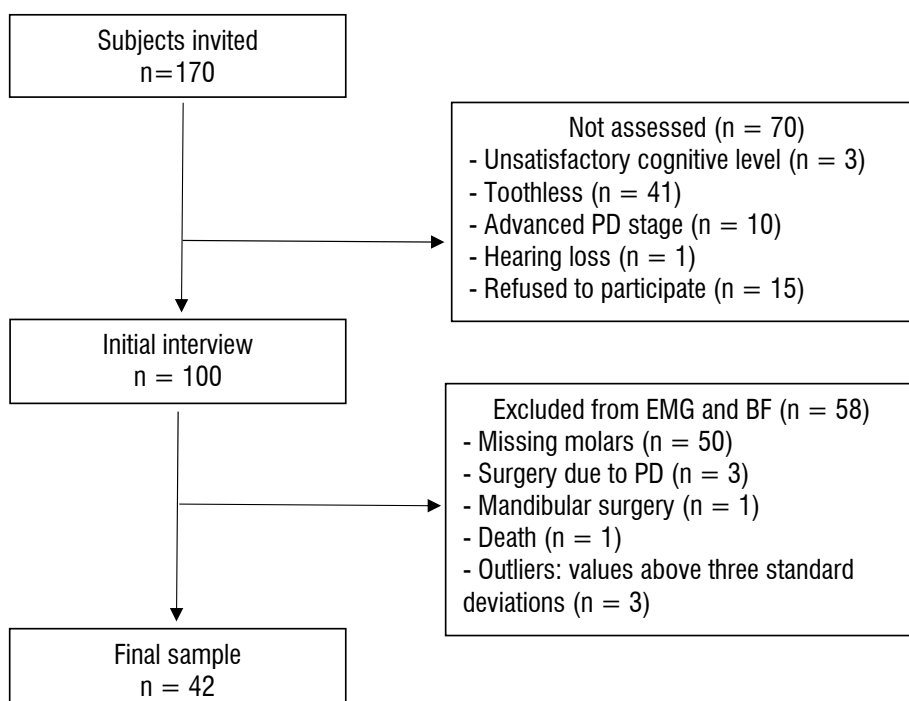 Subjects invited
n=170
Not assessed (n = 70)
- Unsatisfactory cognitive level (n = 3)
- Toothless (n = 41)
- Advanced PD stage (n = 10)
- Hearing loss (n = 1)
- Refused to participate (n = 15)
Initial interview
n = 100
Excluded from EMG and BF (n = 58)
- Missing molars (n = 50)
- Surgery due to PD (n = 3)
- Mandibular surgery (n = 1)
- Death (n = 1)
- Outliers: values above three standard
deviations (n = 3)
Final sample
n = 42